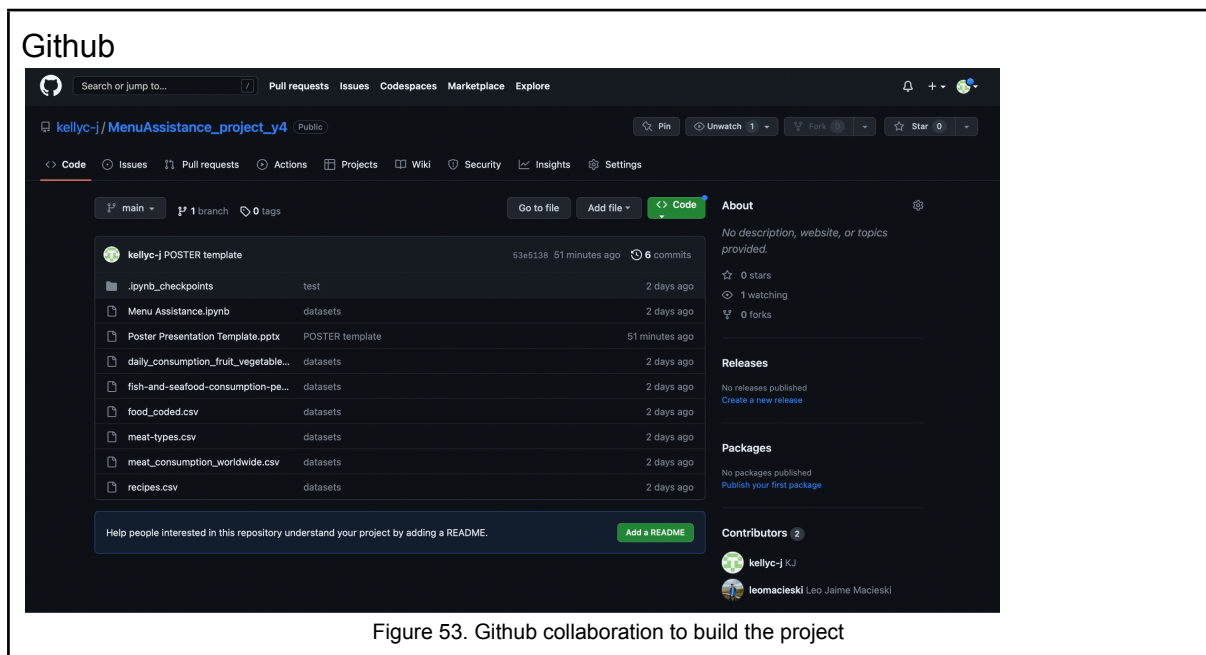 Github
Search or jump to... / Pull requests Issues Codespaces Marketplace Explore
kellyc-j / MenuAssistance_project_y4 Public
Pin Unwatch 1 Fork 0 Star 0
Code Issues Pull requests Actions Projects Wiki Security Insights Settings
main 1 branch 0 tags Go to file Add file Code
kellyc-j POSTER template 53e5138 51 minutes ago 6 commits
.ipynb_checkpoints test 2 days ago
Menu Assistance.ipynb datasets 2 days ago
Poster Presentation Template.pptx POSTER template 51 minutes ago
daily_consumption_fruit_vegetable... datasets 2 days ago
fish-and-seafood-consumption-pe... datasets 2 days ago
food_coded.csv datasets 2 days ago
meat-types.csv datasets 2 days ago
meat_consumption_worldwide.csv datasets 2 days ago
recipes.csv datasets 2 days ago
Help people interested in this repository understand your project by adding a README. Add a README
About
No description, website, or topics
provided.
0 stars
1 watching
0 forks
Releases
No releases published
Create a new release
Packages
No packages published
Publish your first package
Contributors 2
kellyc-j KJ
leomacieski Leo Jaime Macieski
Figure 53. Github collaboration to build the project